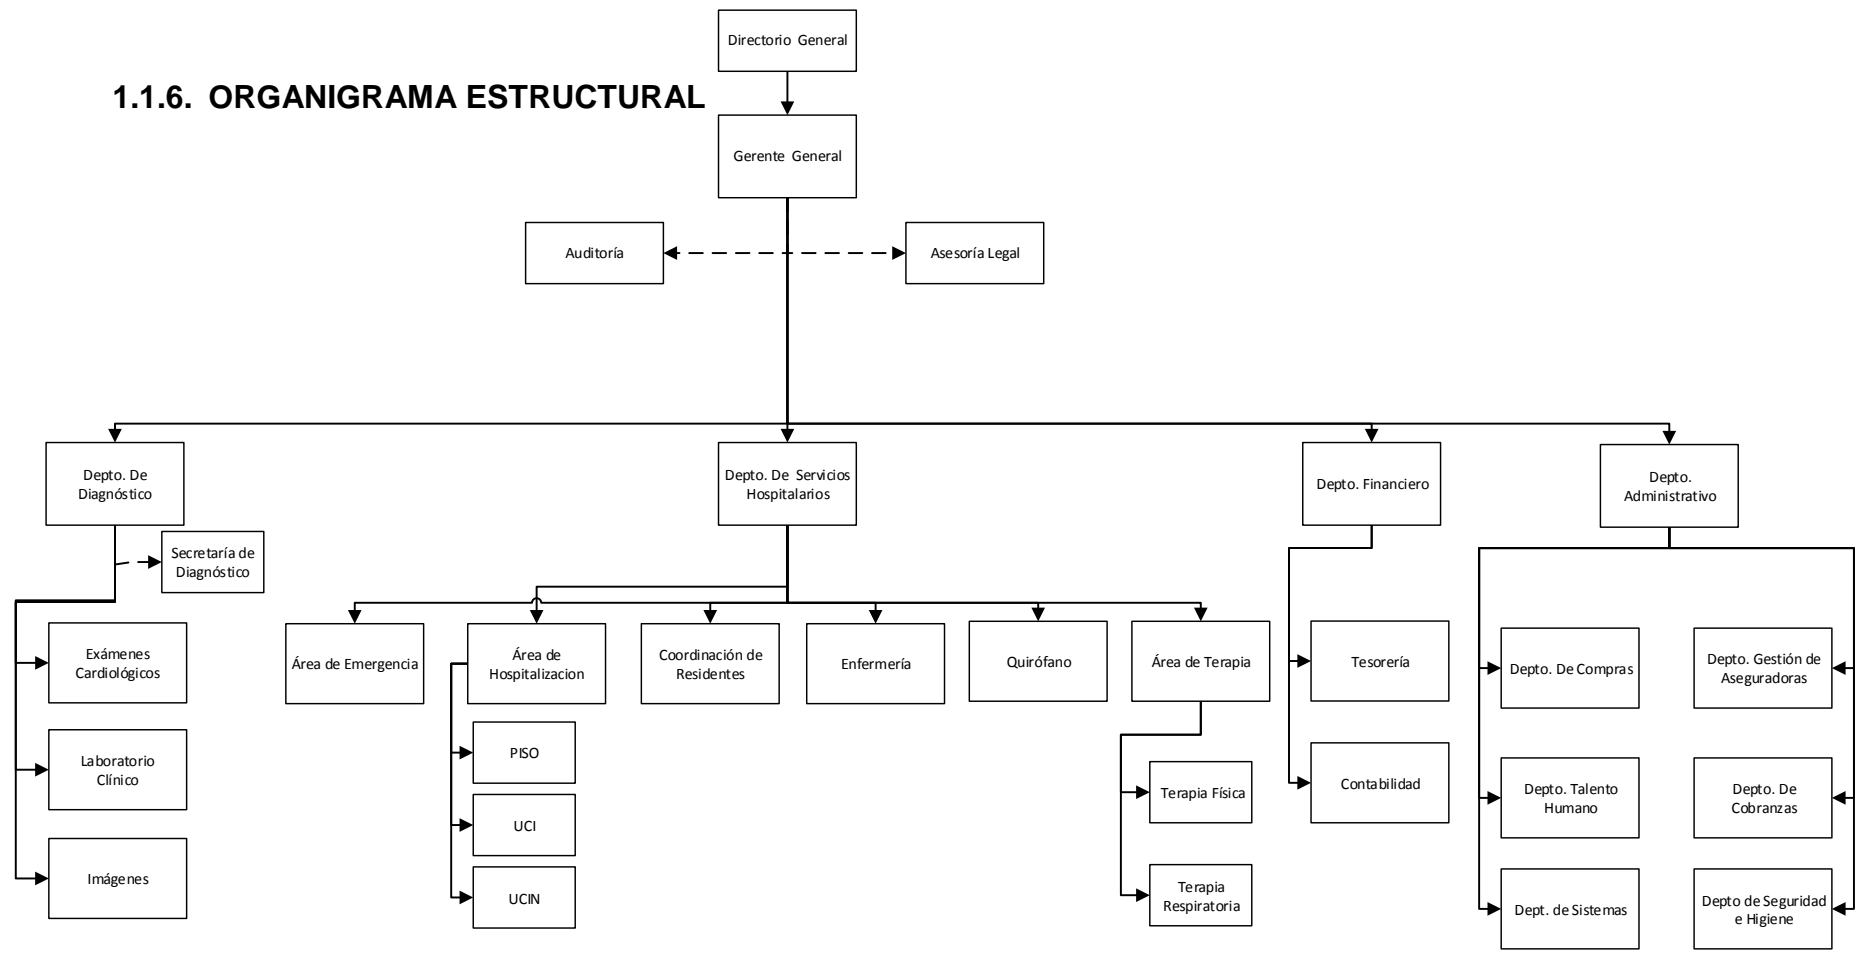 Directorio General
1.1.6. ORGANIGRAMA ESTRUCTURAL
Gerente General
Auditoría
Asesoría Legal
Depto. De
Diagnóstico
Depto. De Servicios
Hospitalarios
Depto. Financiero
Depto.
Administrativo
Secretaría de
Diagnóstico
Exámenes
Cardiológicos
Laboratorio
Clínico
Imágenes
Área de Emergencia
Área de
Hospitalizacion
PISO
UCI
UCIN
Coordinación de
Residentes
Enfermería
Quirófano
Área de Terapia
Terapia Física
Terapia
Respiratoria
Tesorería
Contabilidad
Depto. De Compras
Depto. Talento
Humano
Dept. de Sistemas
Depto. Gestión de
Aseguradoras
Depto. De
Cobranzas
Depto de Seguridad
e Higiene